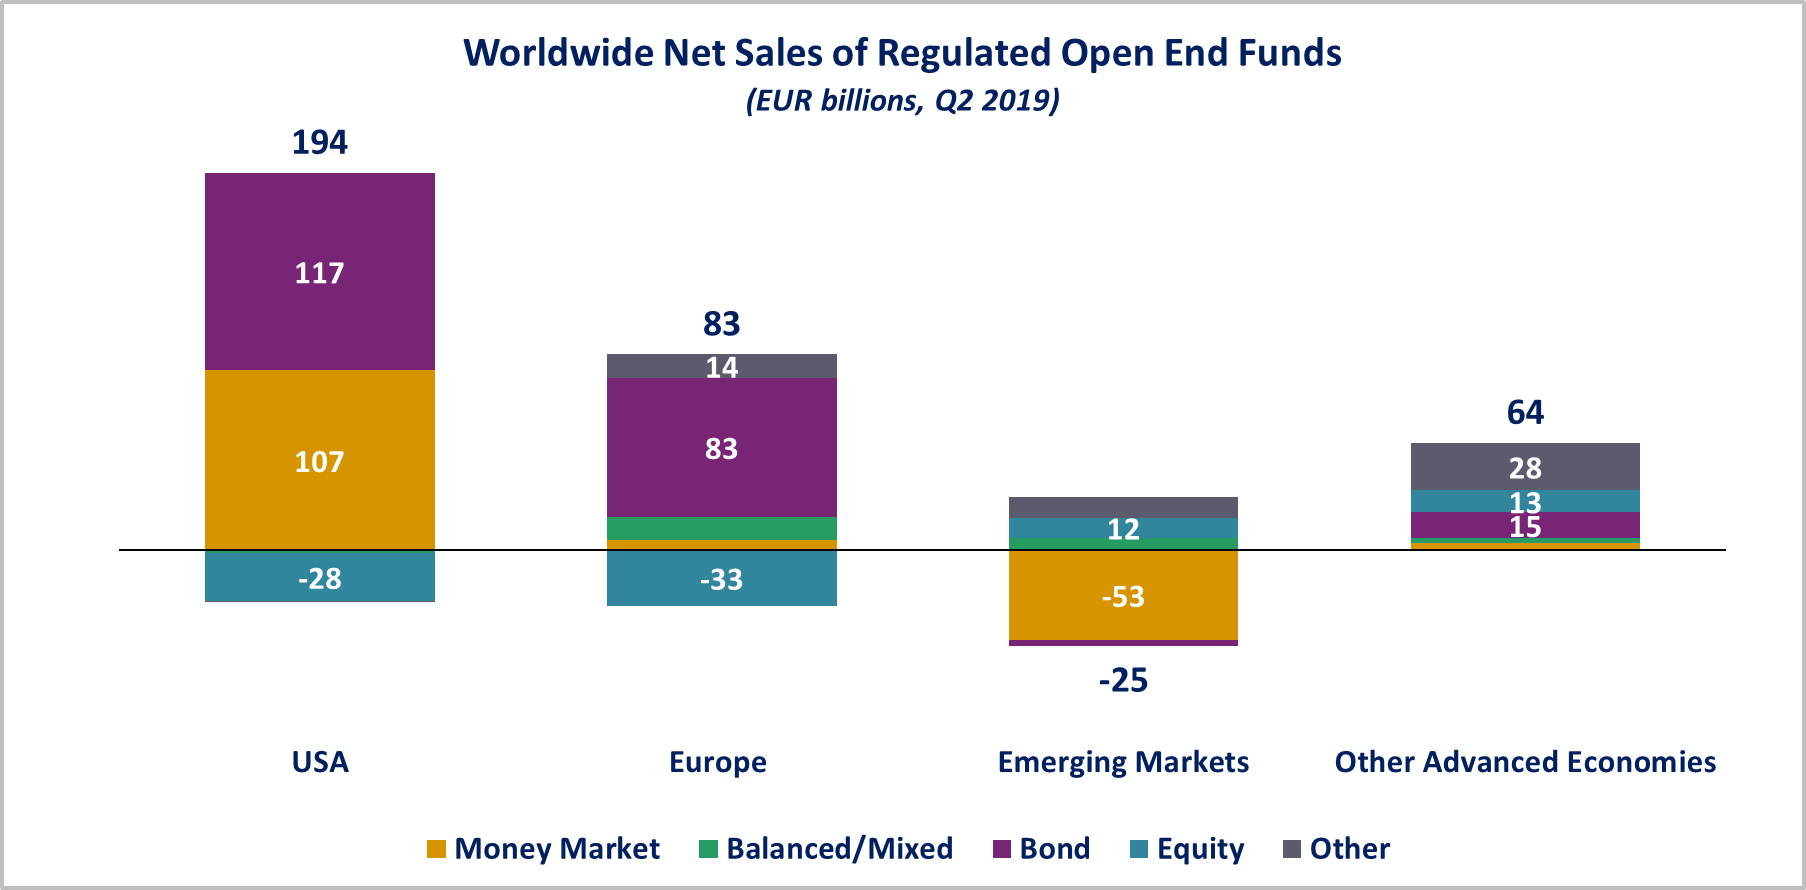 Worldwide Net Sales of Regulated Open End Funds
(EUR billions, Q2 2019)
194
117
107
-28
83
14
83
-33
12
-53
-25
64
28
13
15
USA
Europe
Emerging Markets
Other Advanced Economies
Money Market
Balanced/Mixed
Bond
Equity
Other